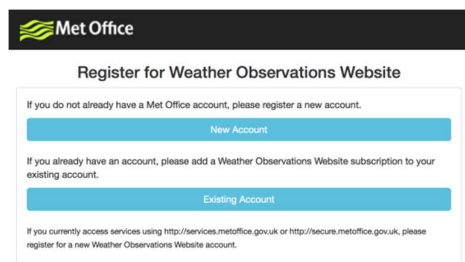 Met Office
Register for Weather Observations Website
If you do not already have a Met Office account, please register a new account.
New Account
If you already have an account, please add a Weather Observations Website subscription to your
existing account.
Existing Account
If you currently access services using http://services.metoffice.gov.uk or http://secure.metoffice.gov.uk, please
register for a new Weather Observations Website account.